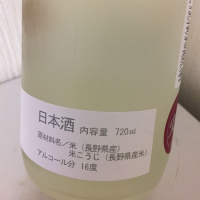 日本酒 内容量 720ml
原材料名/米(長野県産)
米こうじ(長野県産米)
アルコール分 16度